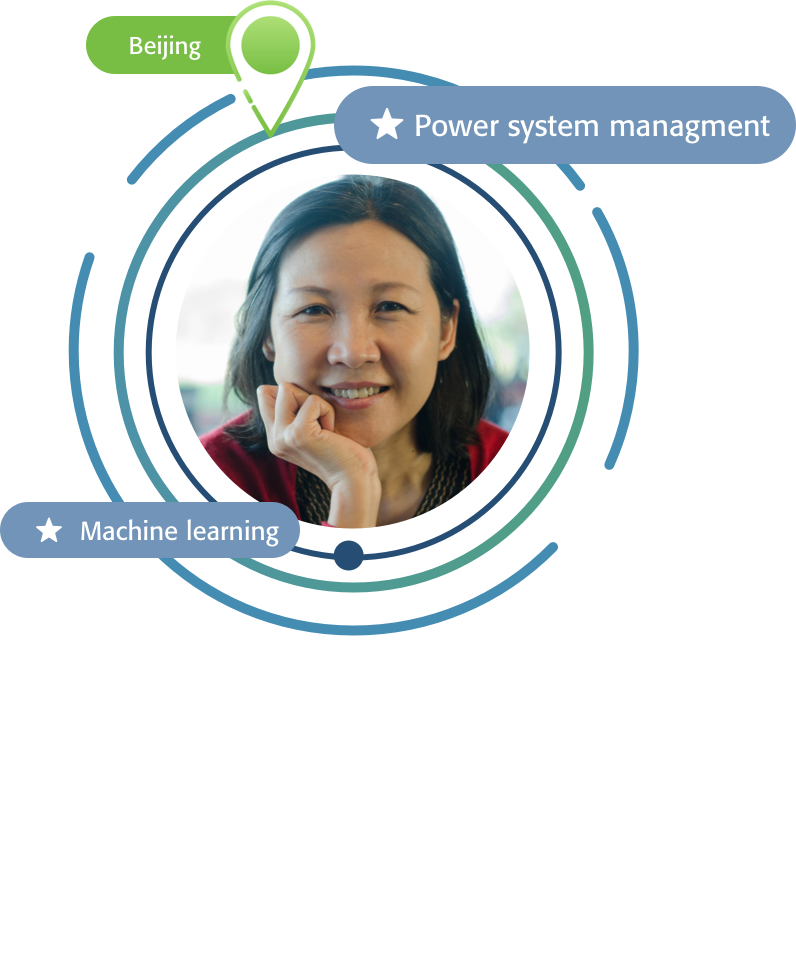 Beijing
Power system managment
Machine learning